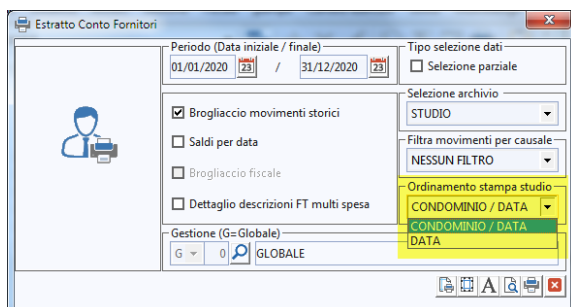 Estratto Conto Fornitori
Periodo (Data iniziale / finale)
01/01/2020 23 / 31/12/2020 23
Tipo selezione dati
Selezione parziale
Brogliaccio movimenti storici
Saldi per data
Brogliaccio fiscale
Dettaglio descrizioni FT multi spesa
Selezione archivio
STUDIO
Filtra movimenti per causale
NESSUN FILTRO
Ordinamento stampa studio
CONDOMINIO / DATA
CONDOMINIO / DATA
DATA
Gestione (G=Globale)
G 0 GLOBALE
A